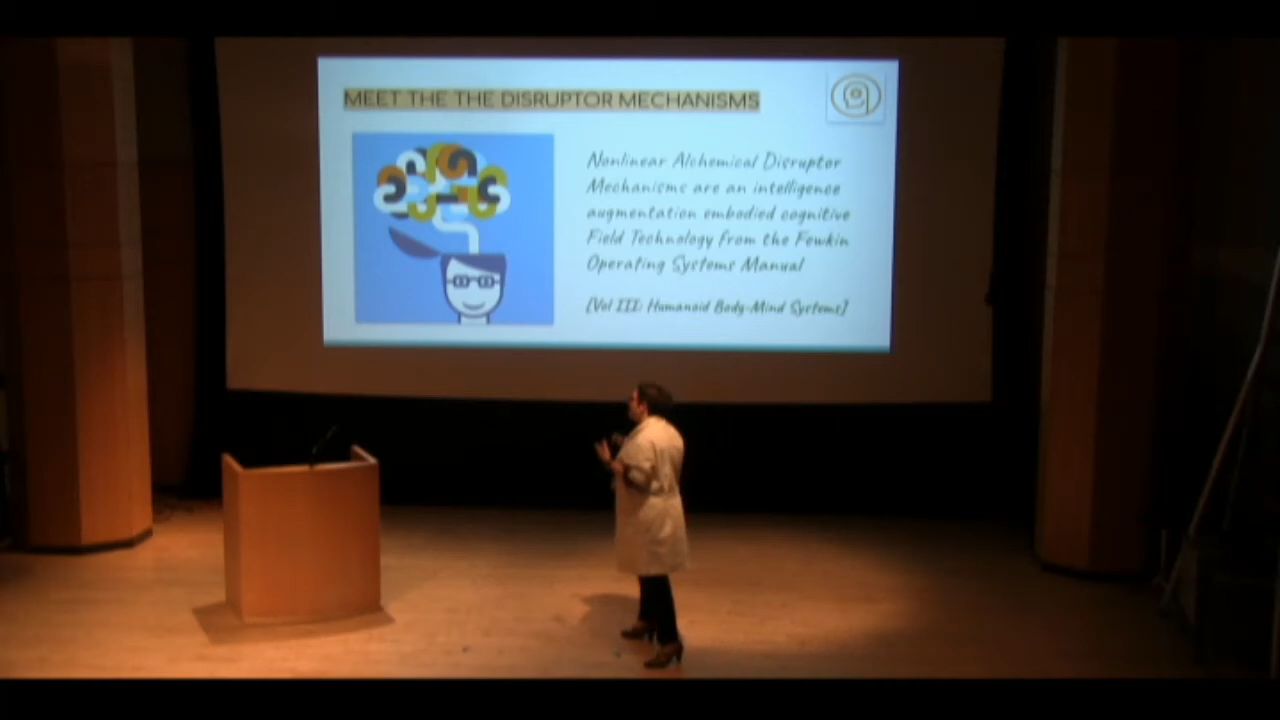 MEET THE THE DISRUPTOR MECHANISMS
Nonlinear Alchemical Disruptor
Mechanisms are an intelligence
augmentation embodied cognitive
Field Technology from the Fewkin
Operating Systems Manual
[Vol III: Humanoid Body-Mind Systems]